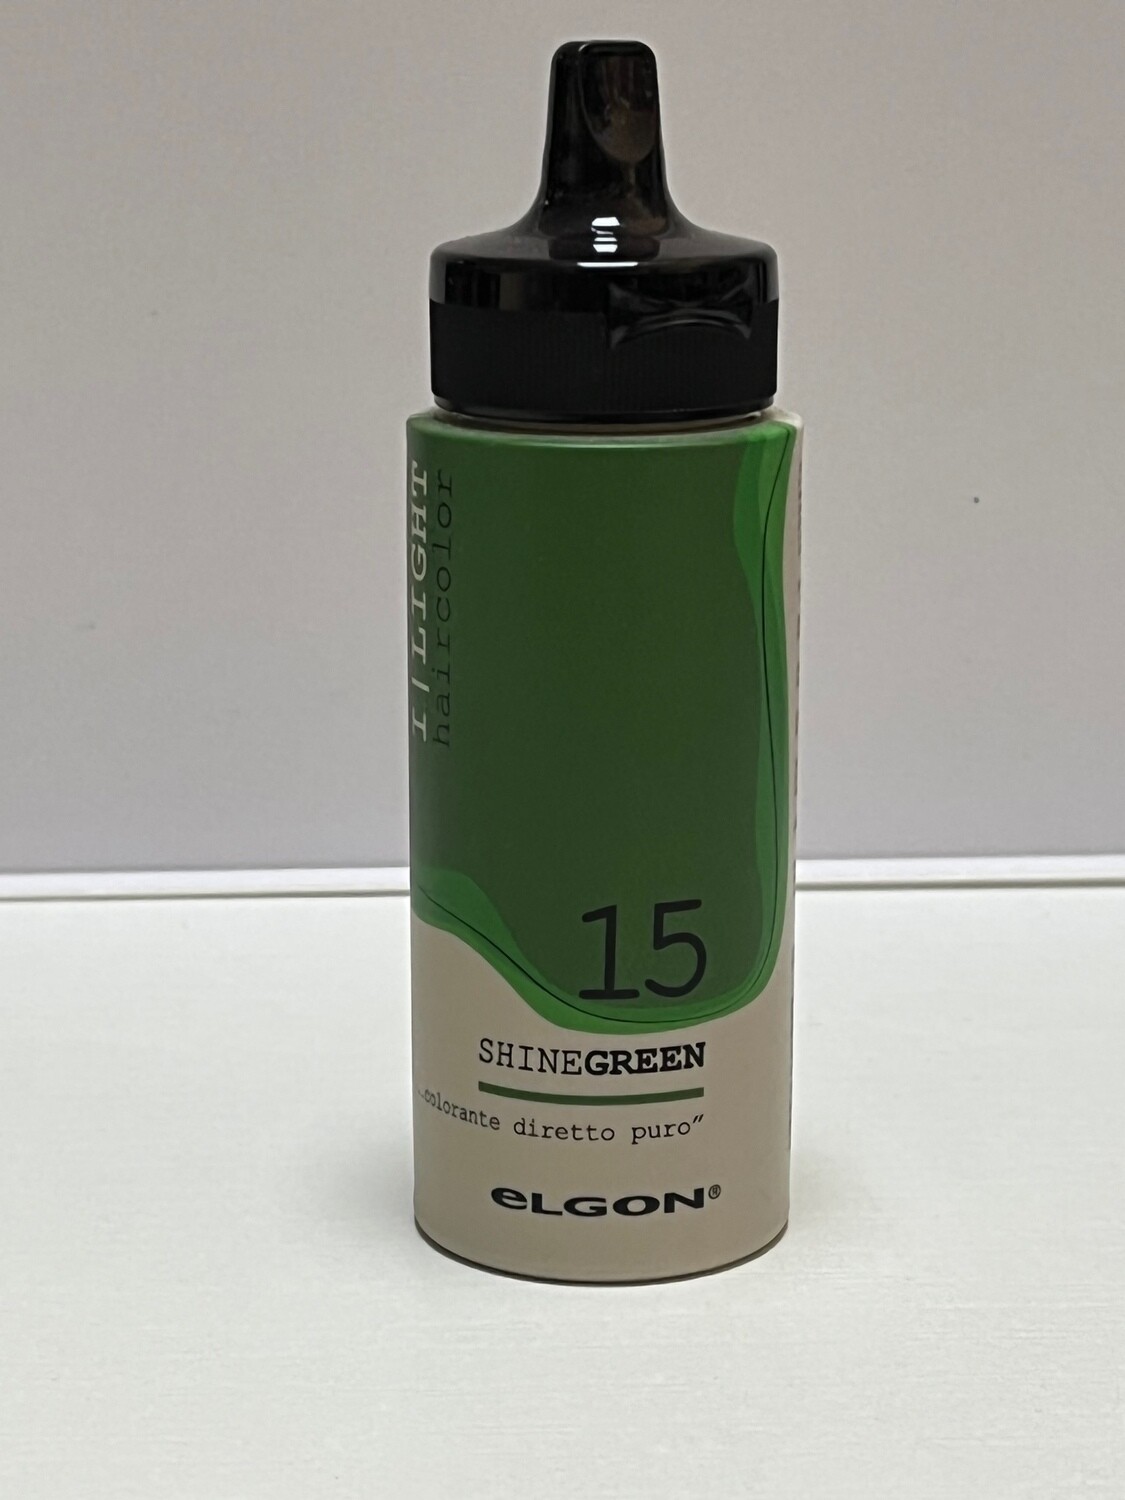 I|LIGHT
haircolor
15
SHINEGREEN
colorante diretto puro”
eLGON®